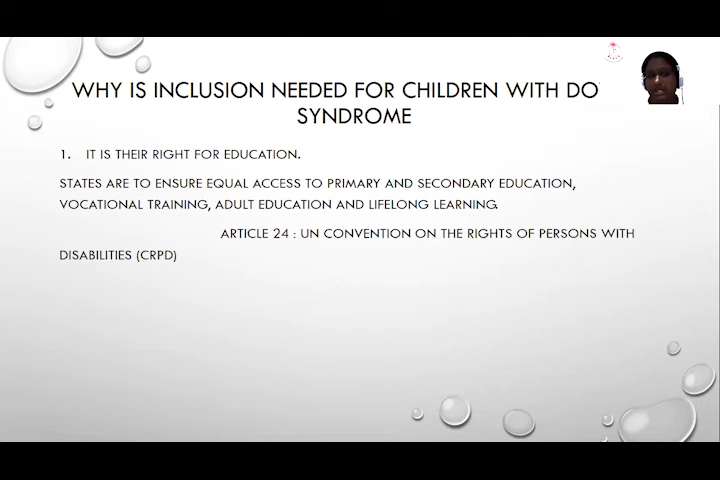 WHY IS INCLUSION NEEDED FOR CHILDREN WITH DO
SYNDROME
1. IT IS THEIR RIGHT FOR EDUCATION.
STATES ARE TO ENSURE EQUAL ACCESS TO PRIMARY AND SECONDARY EDUCATION,
VOCATIONAL TRAINING, ADULT EDUCATION AND LIFELONG LEARNING.
ARTICLE 24 : UN CONVENTION ON THE RIGHTS OF PERSONS WITH
DISABILITIES (CRPD)